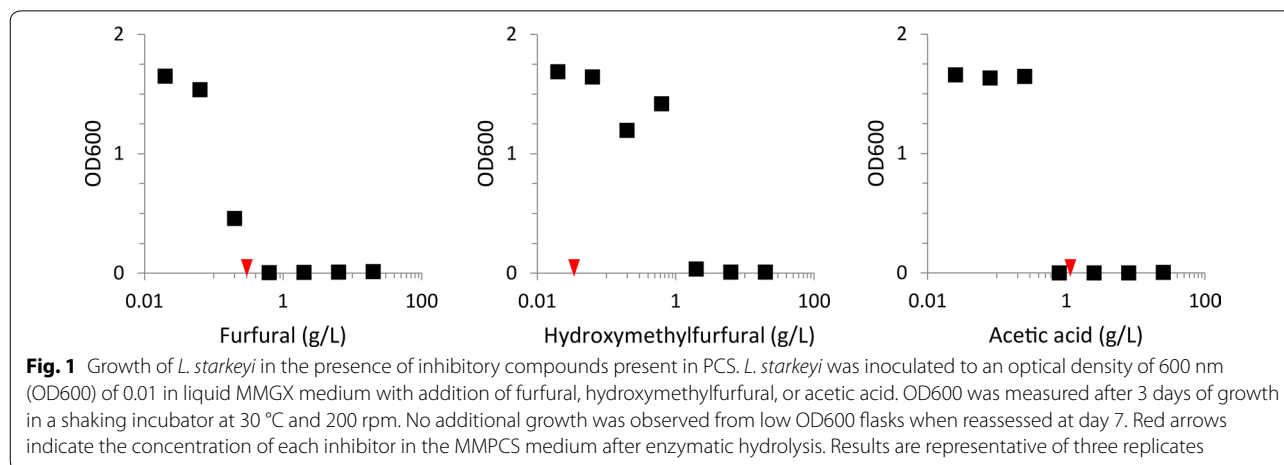 2
1
0
OD600
0.01
1
100
Furfural (g/L)
2
1
0
OD600
0.01
1
100
Hydroxymethylfurfural (g/L)
2
1
0
OD600
0.01
1
100
Acetic acid (g/L)
Fig. 1 Growth of L. starkeyi in the presence of inhibitory compounds present in PCS. L. starkeyi was inoculated to an optical density of 600 nm
(OD600) of 0.01 in liquid MMGX medium with addition of furfural, hydroxymethylfurfural, or acetic acid. OD600 was measured after 3 days of growth
in a shaking incubator at 30 °C and 200 rpm. No additional growth was observed from low OD600 flasks when reassessed at day 7. Red arrows
indicate the concentration of each inhibitor in the MMPCS medium after enzymatic hydrolysis. Results are representative of three replicates